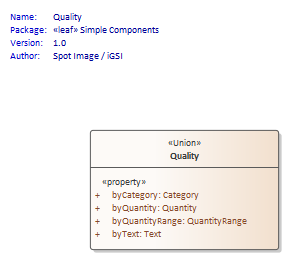 Name: Quality
Package: «leaf» Simple Components
Version: 1.0
Author: Spot Image / iGSI
«Union»
Quality
«property»
+ byCategory: Category
+ byQuantity: Quantity
+ byQuantityRange: QuantityRange
+ byText: Text